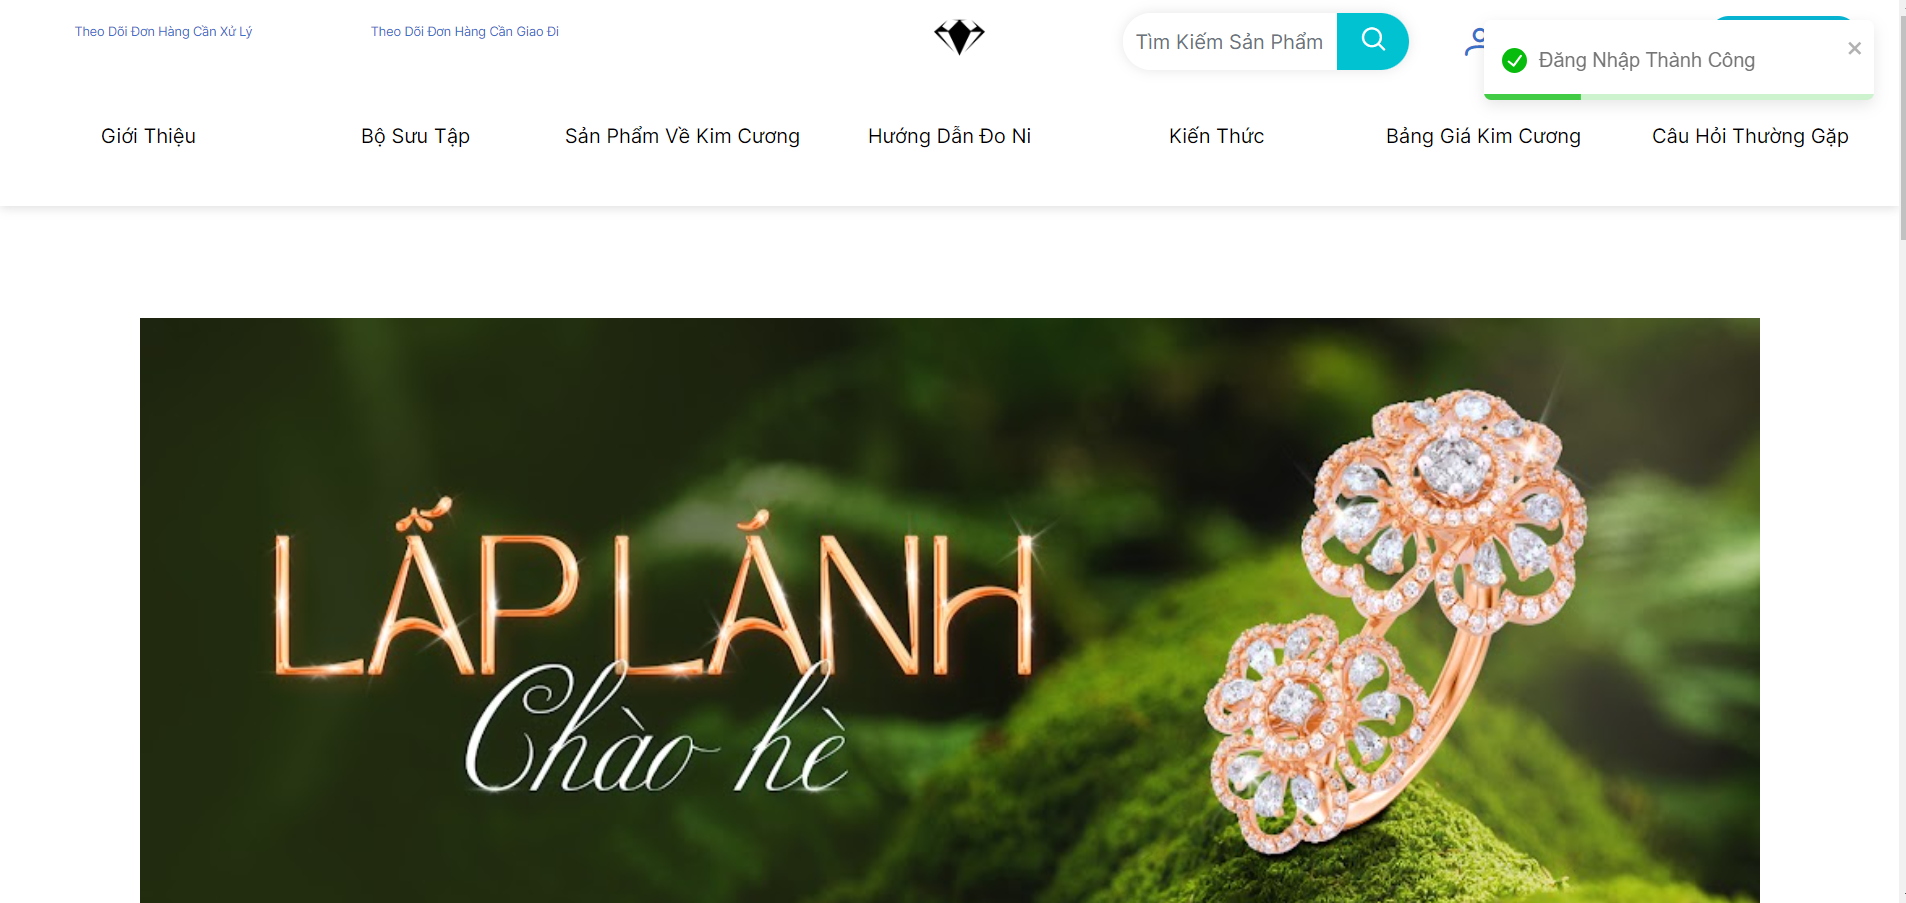 Theo Dõi Đơn Hàng Cần Xử Lý
Theo Dõi Đơn Hàng Cần Giao Đi
Tìm Kiếm Sản Phẩm
Đăng Nhập Thành Công
Giới Thiệu
Bộ Sưu Tập
Sản Phẩm Về Kim Cương
Hướng Dẫn Đo Ni
Kiến Thức
Bảng Giá Kim Cương
Câu Hỏi Thường Gặp
LẤP LÁNH
Chào hè